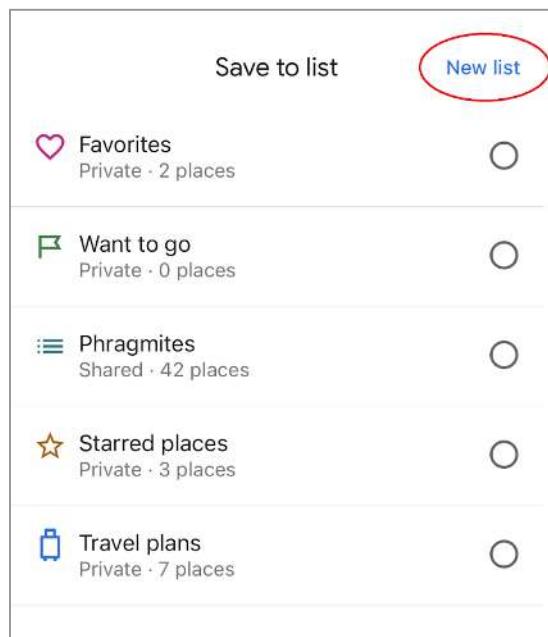 Save to list
New list
Favorites
Private · 2 places
Want to go
Private · 0 places
Phragmites
Shared · 42 places
Starred places
Private · 3 places
Travel plans
Private · 7 places